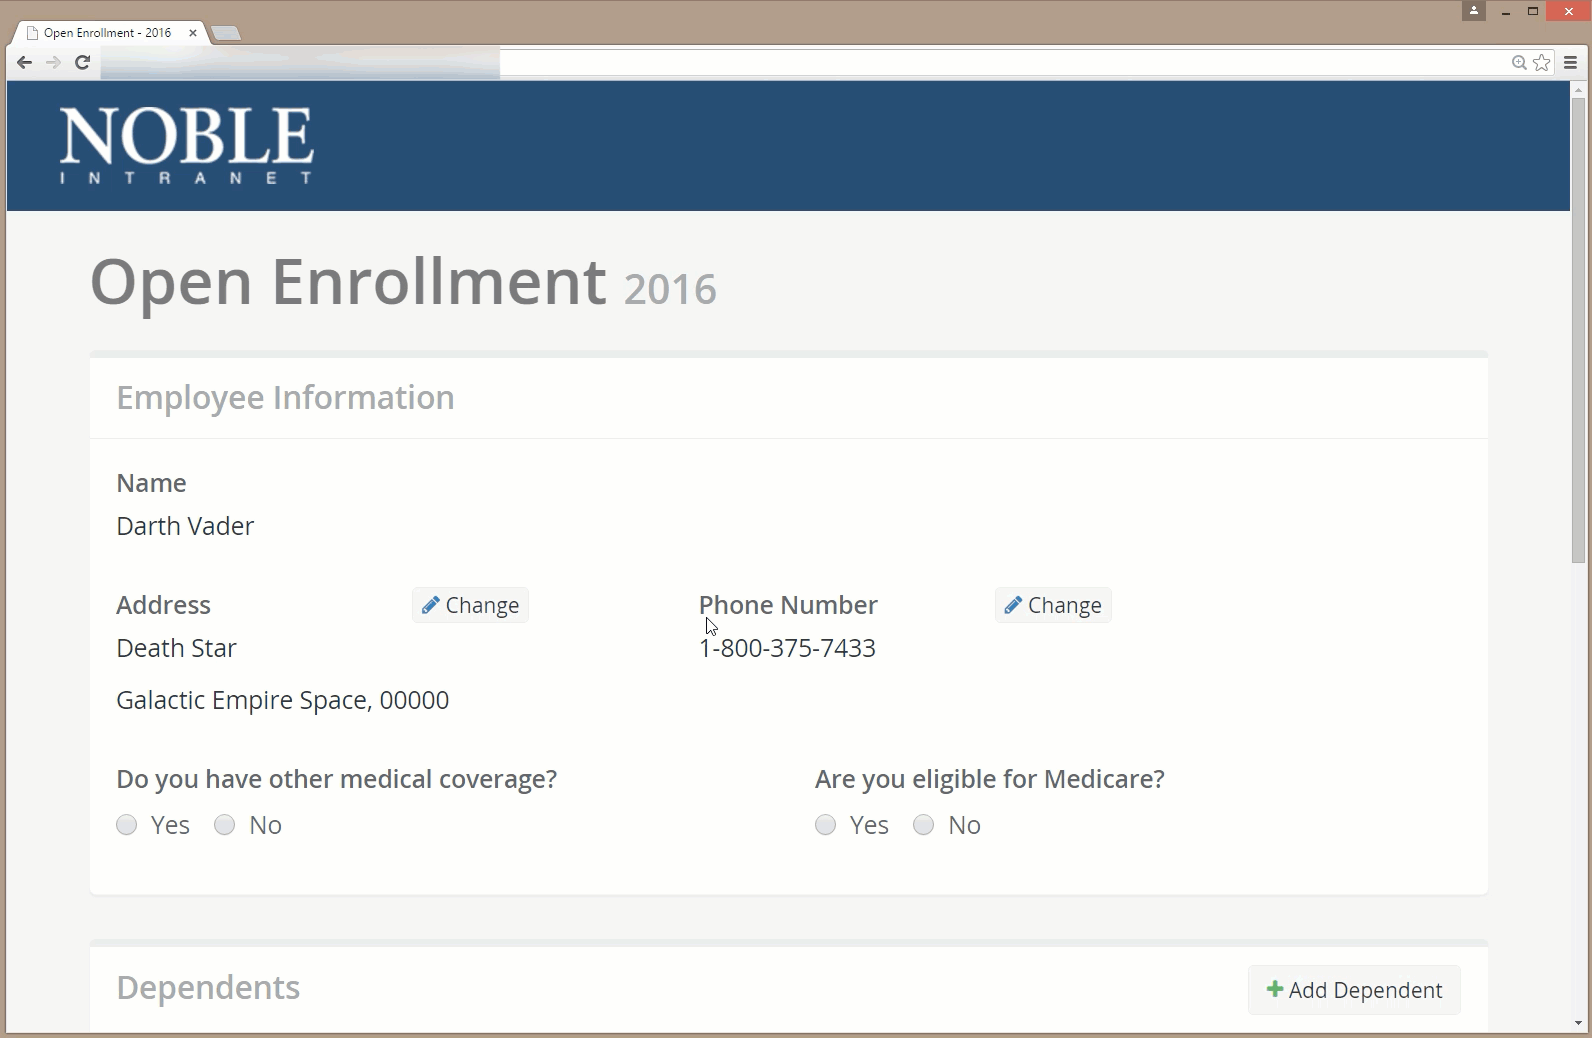 Open Enrollment - 2016
NOBLE
INTRANET
Open Enrollment 2016
Employee Information
Name
Darth Vader
Address Change Phone Number Change
Death Star 1-800-375-7433
Galactic Empire Space, 00000
Do you have other medical coverage? Are you eligible for Medicare?
Yes No Yes No
Dependents Add Dependent